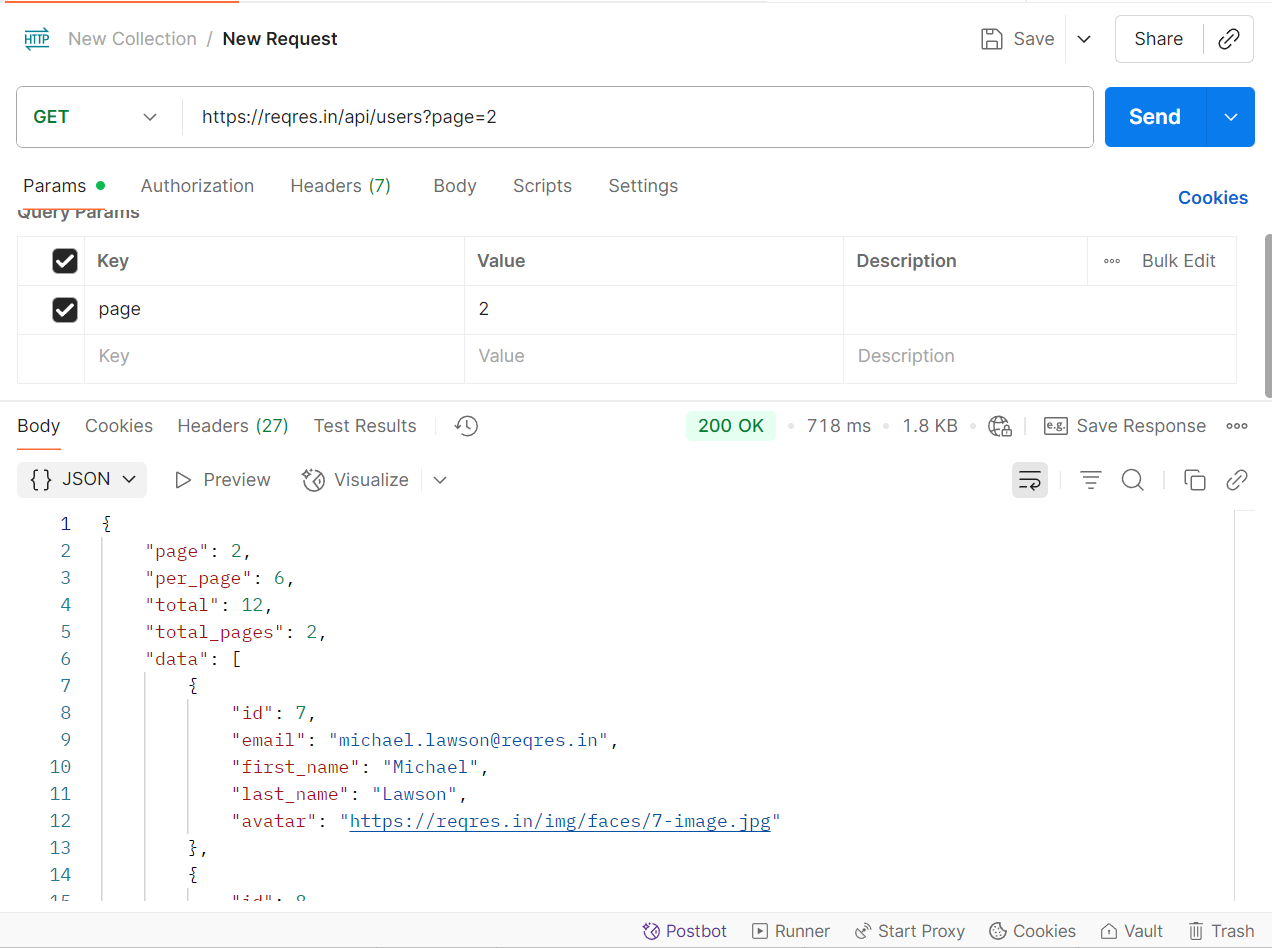 HTTP New Collection / New Request Save Share
GET https://reqres.in/api/users?page=2 Send
Params Authorization Headers (7) Body Scripts Settings Cookies
Query Params
Key Value Description ooo Bulk Edit
page 2
Key Value Description
Body Cookies Headers (27) Test Results 200 OK • 718 ms • 1.8 KB • e.g. Save Response ooo
{} JSON Preview Visualize
1 {
2 "page": 2,
3 "per_page": 6,
4 "total": 12,
5 "total_pages": 2,
6 "data": [
7 {
8 "id": 7,
9 "email": "michael.lawson@reqres.in",
10 "first_name": "Michael",
11 "last_name": "Lawson",
12 "avatar": "https://reqres.in/img/faces/7-image.jpg"
13 },
14 {
15 "id": 8,
Postbot Runner Start Proxy Cookies Vault Trash